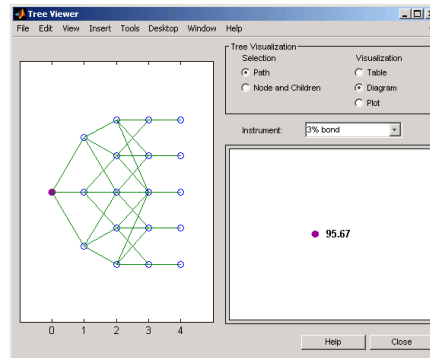 Tree Viewer
File Edit View Insert Tools Desktop Window Help
Tree Visualization
Selection
Visualization
Path
Table
Node and Children
Diagram
Plot
Instrument:
3% bond
95.67
0 1 2 3 4
Help
Close